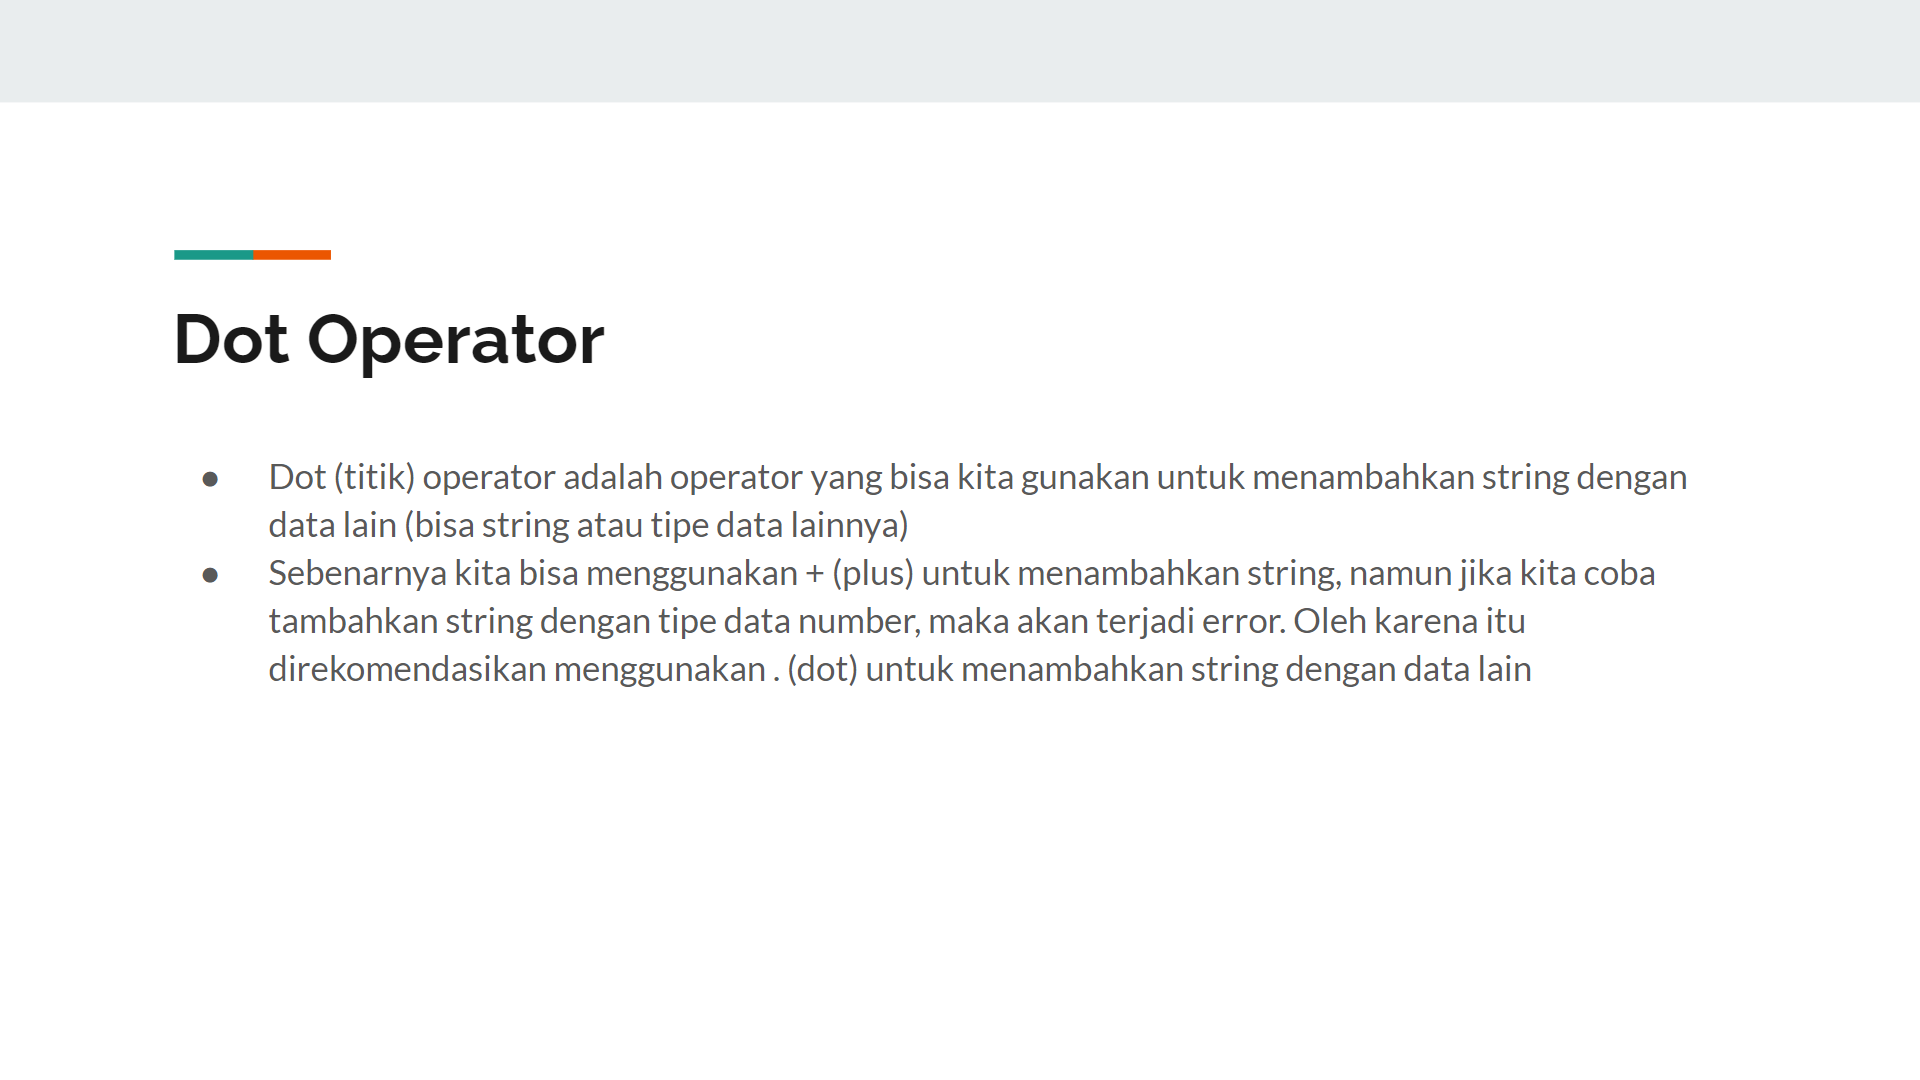 Dot Operator
● Dot (titik) operator adalah operator yang bisa kita gunakan untuk menambahkan string dengan
data lain (bisa string atau tipe data lainnya)
● Sebenarnya kita bisa menggunakan + (plus) untuk menambahkan string, namun jika kita coba
tambahkan string dengan tipe data number, maka akan terjadi error. Oleh karena itu
direkomendasikan menggunakan . (dot) untuk menambahkan string dengan data lain